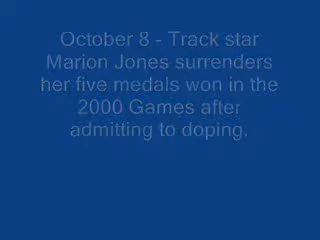 October 8 - Track star
Marion Jones surrenders
her five medals won in the
2000 Games after
admitting to doping.